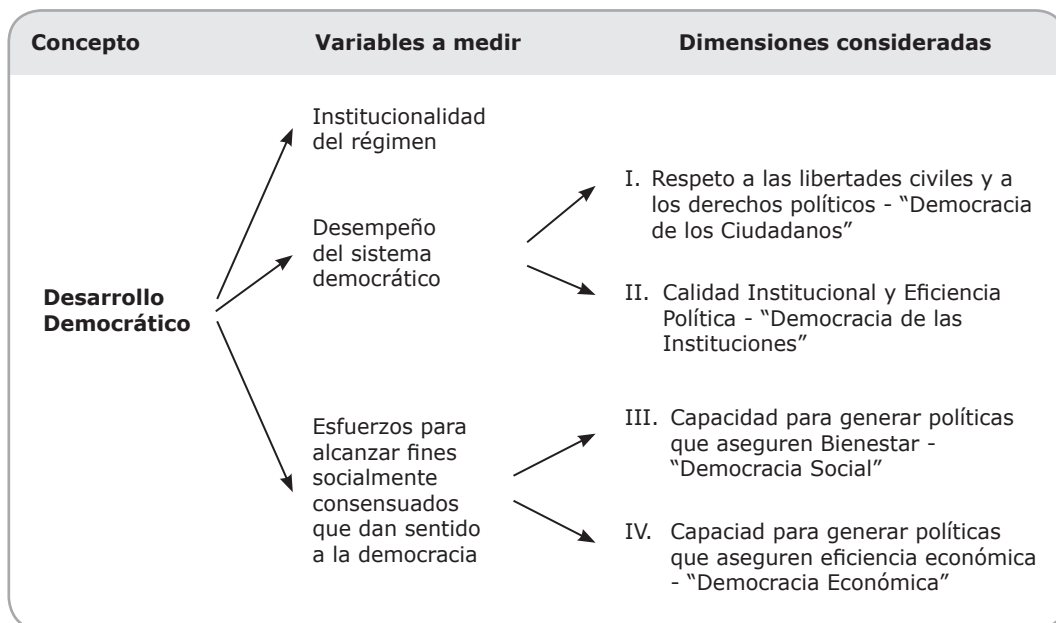 Concepto
Variables a medir
Dimensiones consideradas
Desarrollo
Democrático
Institucionalidad
del régimen
Desempeño
del sistema
democrático
Esfuerzos para
alcanzar fines
socialmente
consensuados
que dan sentido
a la democracia
I. Respeto a las libertades civiles y a
los derechos políticos - “Democracia
de los Ciudadanos”
II. Calidad Institucional y Eficiencia
Política - “Democracia de las
Instituciones”
III. Capacidad para generar políticas
que aseguren Bienestar -
“Democracia Social”
IV. Capaciad para generar políticas
que aseguren eficiencia económica
- “Democracia Económica”